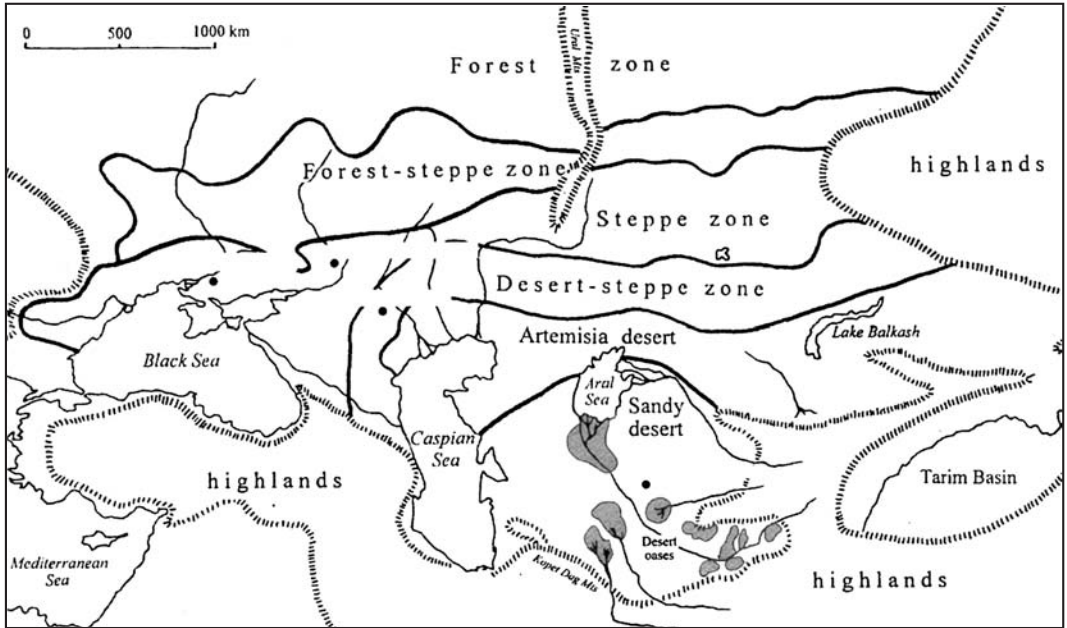 0 500 1000 km
Forest zone
Ural Mts
Forest-steppe zone
highlands
Steppe zone
Desert-steppe zone
Artemisia desert
Lake Balkash
Black Sea
Aral
Sea
Sandy
desert
Caspian
Sea
highlands
Tarim Basin
Desert
oases
Mediterranean
Sea
Kopet Dag Mts
highlands